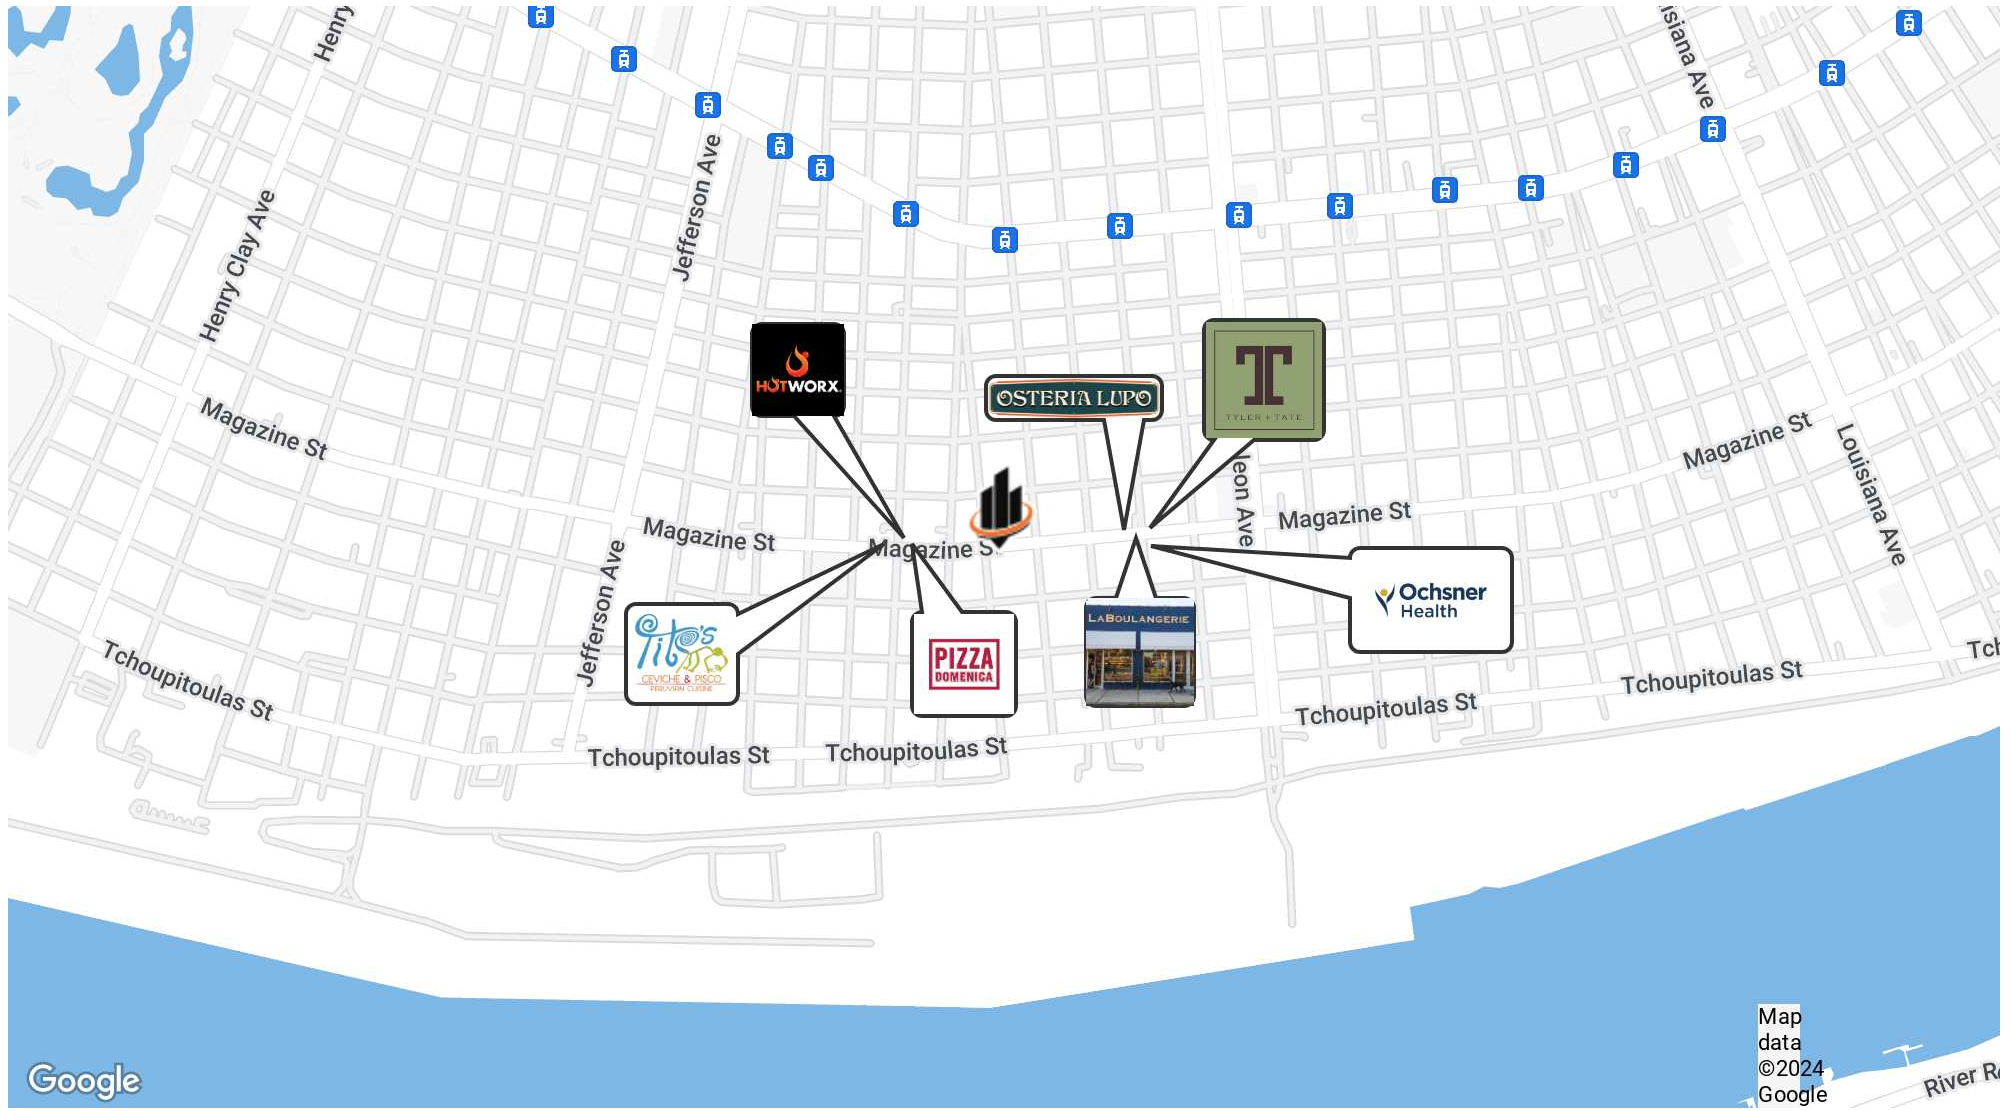 Henry
isiana Ave
Jefferson Ave
Henry Clay Ave
HOTWORX
OSTERIA LUPO
TYLER + TATE
Magazine St
Magazine St
Louisiana Ave
leon Ave
Magazine St
Magazine St
Magazine St
Jefferson Ave
Tito's
CEVICHE & PISCO
PERUVIAN CUISINE
PIZZA
DOMENICA
LABOULANGERIE
Ochsner
Health
Tchoupitoulas St
Tch
Tchoupitoulas St
Tchoupitoulas St
Tchoupitoulas St
Tchoupitoulas St
Google
Map
data
©2024
Google
River R